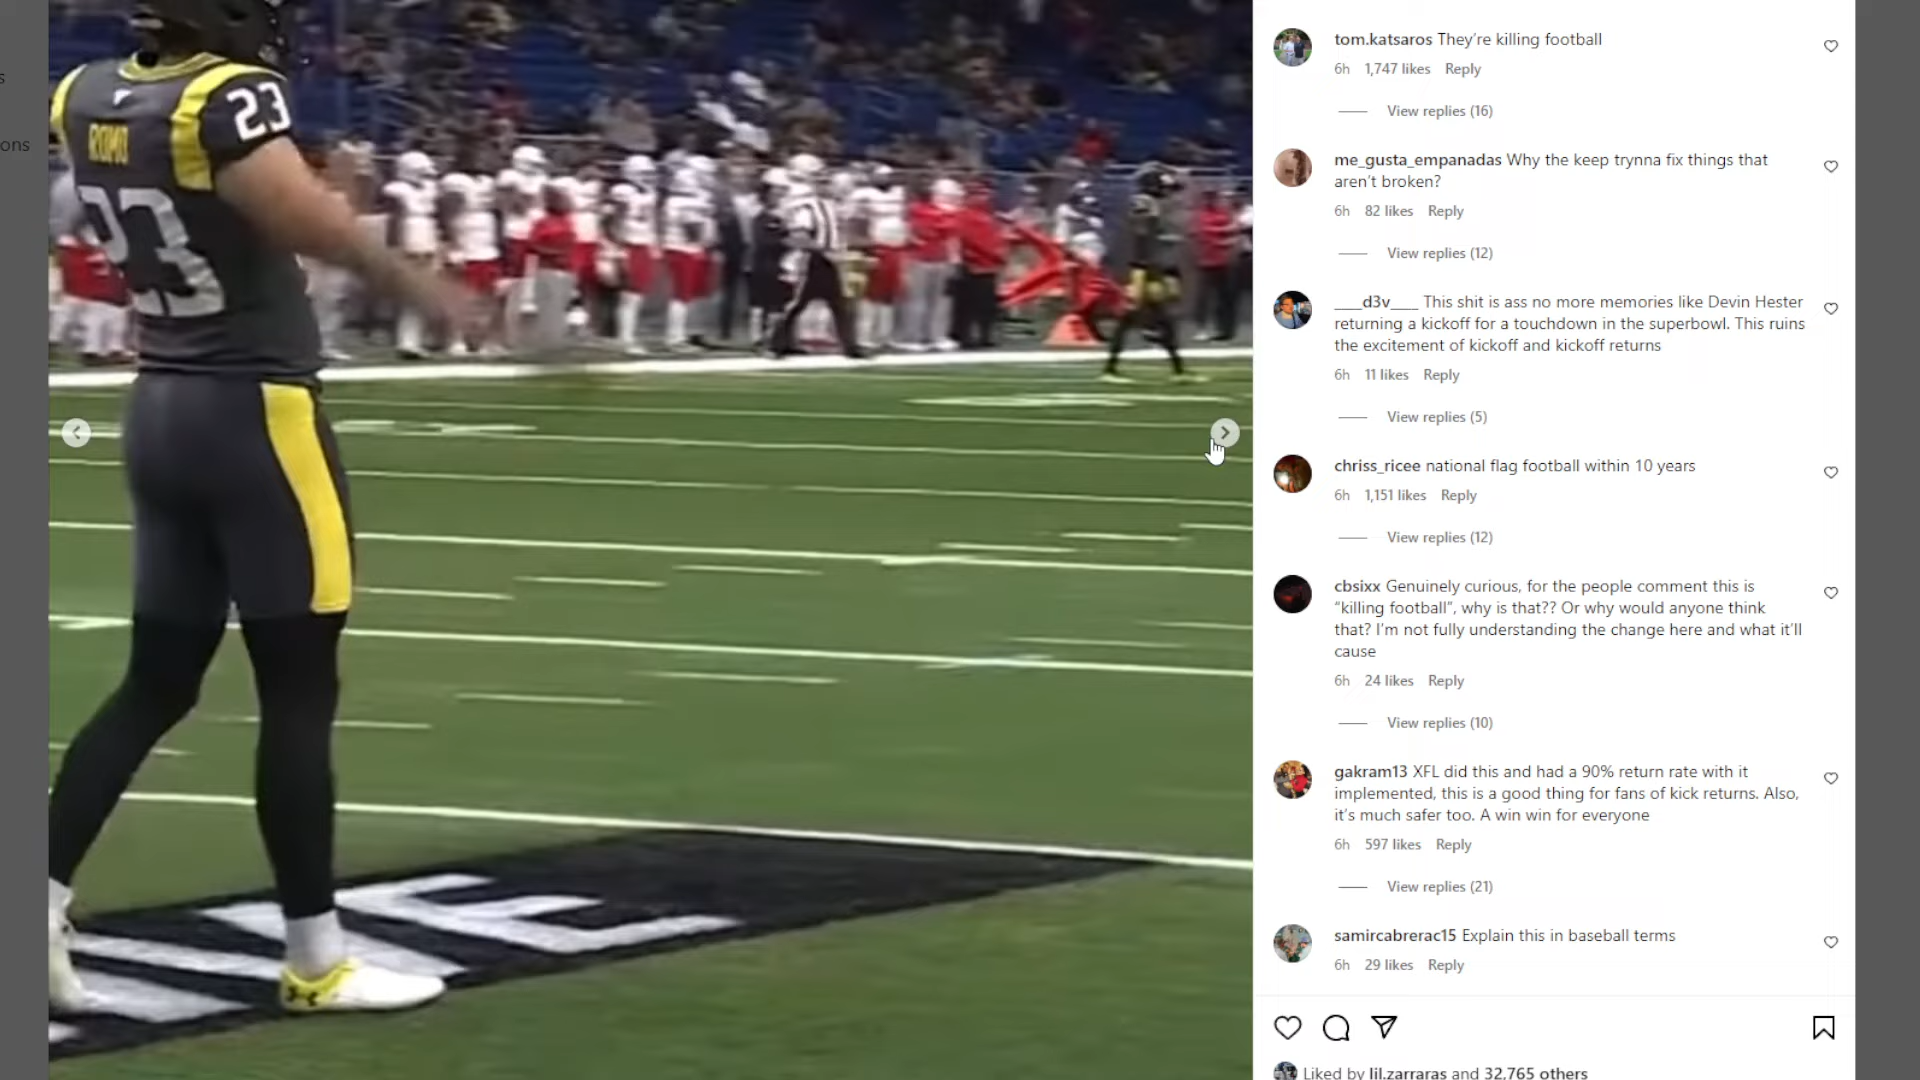 s
ons
23
ROMO
23
tom.katsaros They're killing football
6h 1,747 likes Reply
View replies (16)
me_gusta_empanadas Why the keep trynna fix things that
aren't broken?
6h 82 likes Reply
View replies (12)
___d3v___ This shit is ass no more memories like Devin Hester
returning a kickoff for a touchdown in the superbowl. This ruins
the excitement of kickoff and kickoff returns
6h 11 likes Reply
View replies (5)
chriss_ricee national flag football within 10 years
6h 1,151 likes Reply
View replies (12)
cbsixx Genuinely curious, for the people comment this is
“killing football”, why is that?? Or why would anyone think
that? I'm not fully understanding the change here and what it'll
cause
6h 24 likes Reply
View replies (10)
gakram13 XFL did this and had a 90% return rate with it
implemented, this is a good thing for fans of kick returns. Also,
it's much safer too. A win win for everyone
6h 597 likes Reply
View replies (21)
samircabrerac15 Explain this in baseball terms
6h 29 likes Reply
Liked by lil.zarraras and 32,765 others